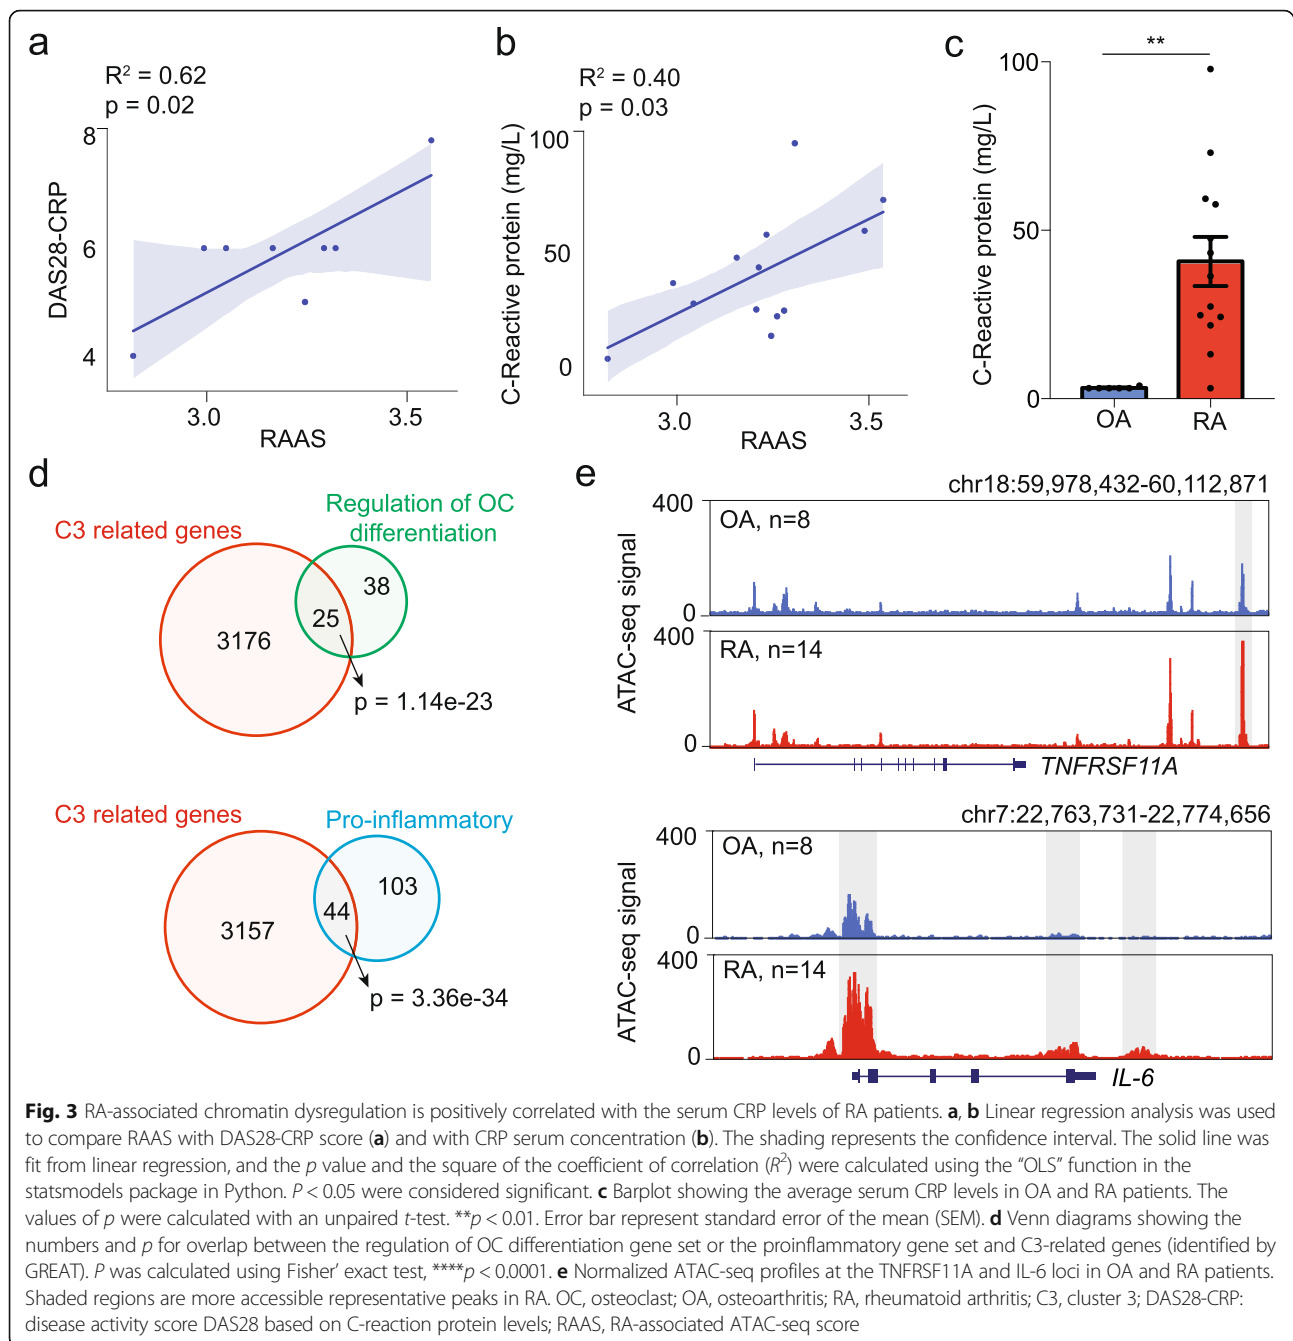 a
R² = 0.62
p = 0.02
8
6
4
DAS28-CRP
3.0
3.5
RAAS
b
R² = 0.40
p = 0.03
100
50
0
C-Reactive protein (mg/L)
3.0
3.5
RAAS
c
**
100
50
0
C-Reactive protein (mg/L)
OA
RA
d
C3 related genes
Regulation of OC
differentiation
3176
25
38
p = 1.14e-23
C3 related genes
Pro-inflammatory
3157
44
103
p = 3.36e-34
e
chr18:59,978,432-60,112,871
400
OA, n=8
0
400
RA, n=14
0
ATAC-seq signal
TNFRSF11A
chr7:22,763,731-22,774,656
400
OA, n=8
0
400
RA, n=14
0
ATAC-seq signal
IL-6
Fig. 3 RA-associated chromatin dysregulation is positively correlated with the serum CRP levels of RA patients. a, b Linear regression analysis was used
to compare RAAS with DAS28-CRP score (a) and with CRP serum concentration (b). The shading represents the confidence interval. The solid line was
fit from linear regression, and the p value and the square of the coefficient of correlation (R²) were calculated using the “OLS” function in the
statsmodels package in Python. P < 0.05 were considered significant. c Barplot showing the average serum CRP levels in OA and RA patients. The
values of p were calculated with an unpaired t-test. **p < 0.01. Error bar represent standard error of the mean (SEM). d Venn diagrams showing the
numbers and p for overlap between the regulation of OC differentiation gene set or the proinflammatory gene set and C3-related genes (identified by
GREAT). P was calculated using Fisher’ exact test, ****p < 0.0001. e Normalized ATAC-seq profiles at the TNFRSF11A and IL-6 loci in OA and RA patients.
Shaded regions are more accessible representative peaks in RA. OC, osteoclast; OA, osteoarthritis; RA, rheumatoid arthritis; C3, cluster 3; DAS28-CRP:
disease activity score DAS28 based on C-reaction protein levels; RAAS, RA-associated ATAC-seq score